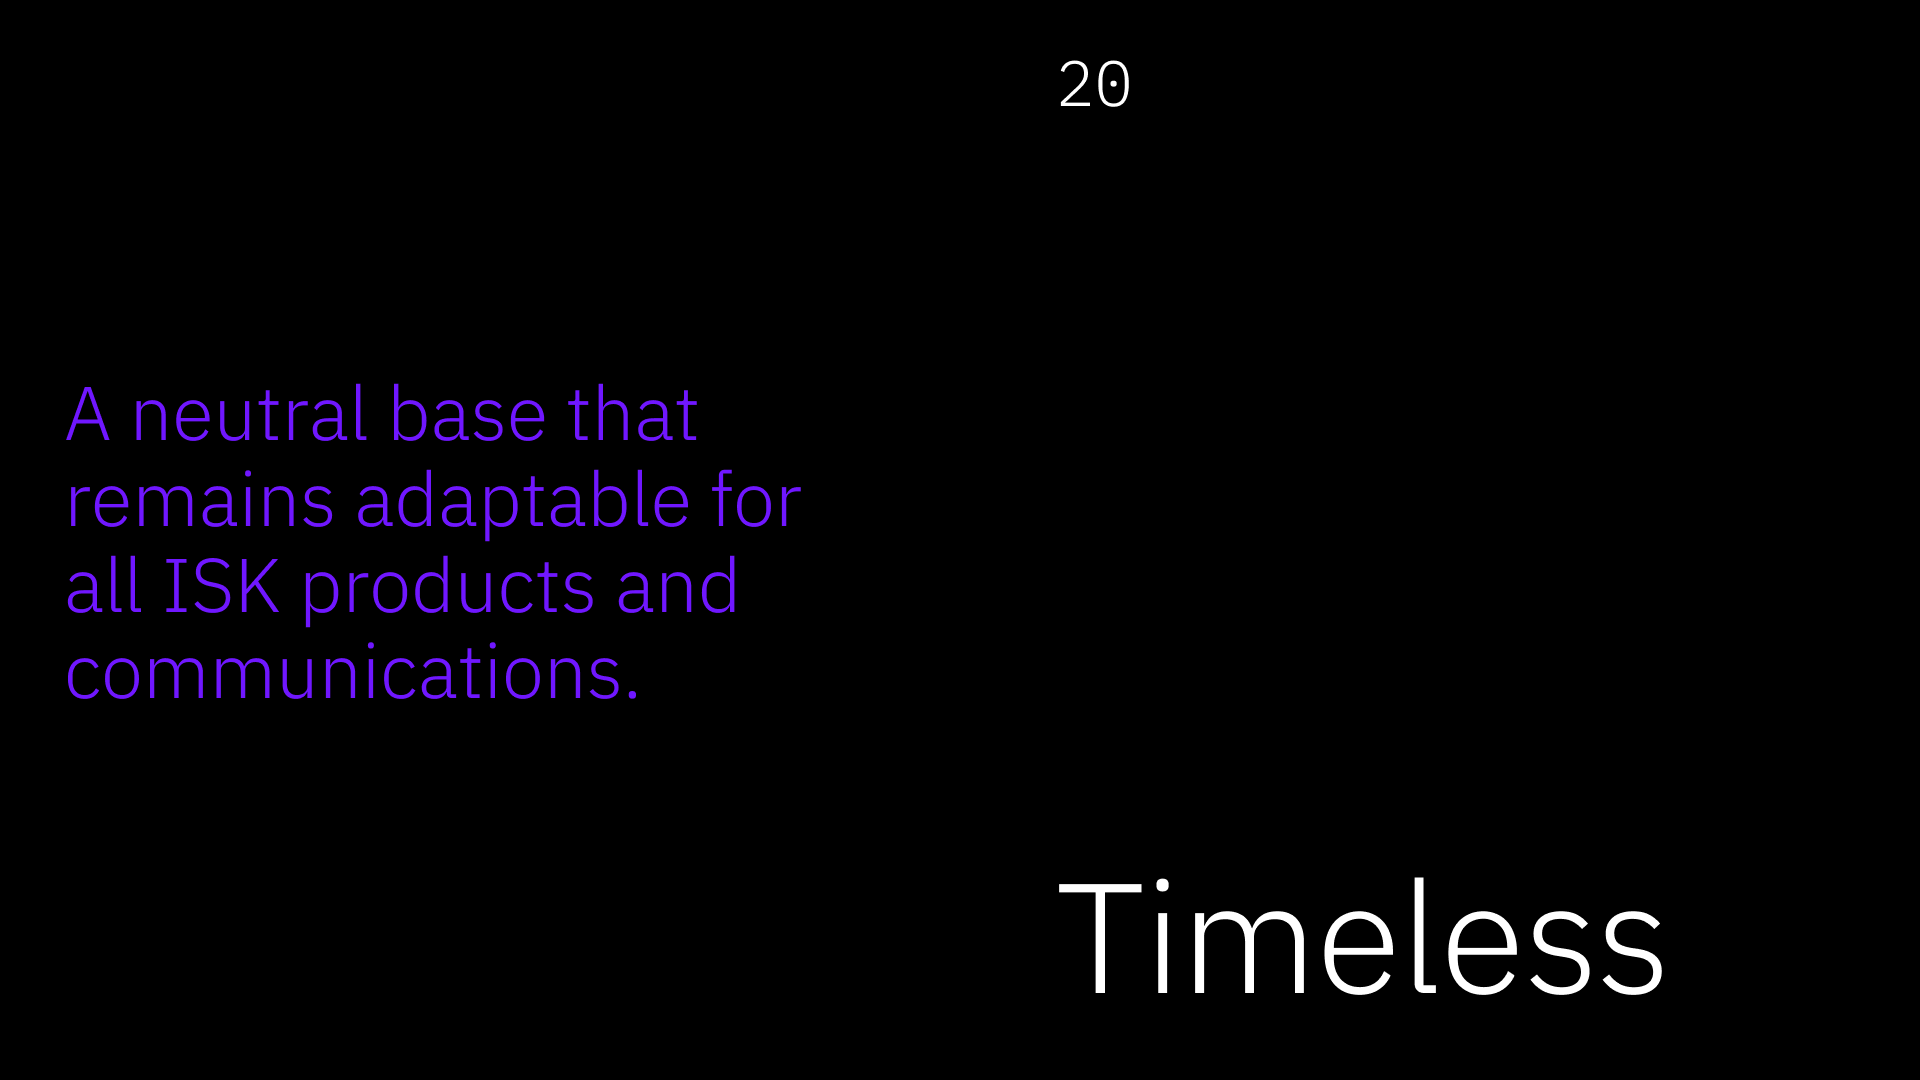 20
A neutral base that
remains adaptable for
all ISK products and
communications.
Timeless